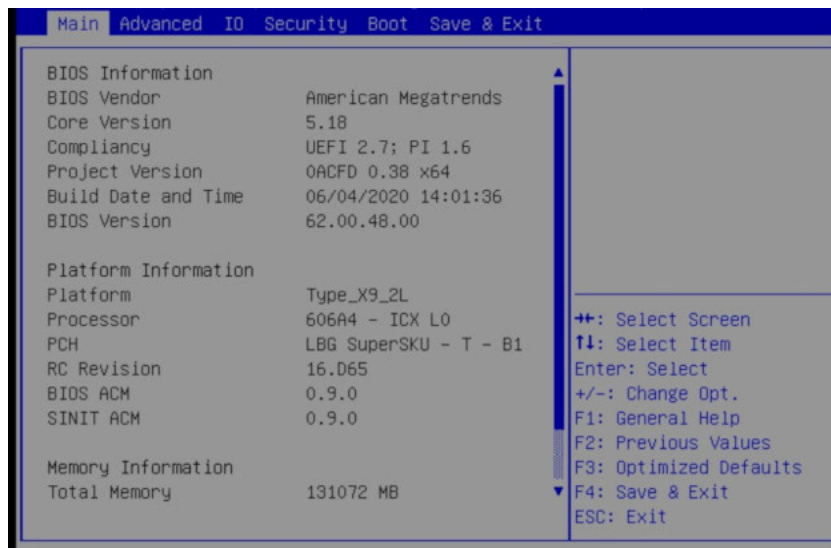 Main Advanced IO Security Boot Save & Exit
BIOS Information
BIOS Vendor American Megatrends
Core Version 5.18
Compliancy UEFI 2.7; PI 1.6
Project Version 0ACFD 0.38 x64
Build Date and Time 06/04/2020 14:01:36
BIOS Version 62.00.48.00
Platform Information
Platform Type_X9_2L
Processor 606A4 - ICX L0
PCH LBG SuperSKU - T - B1
RC Revision 16.D65
BIOS ACM 0.9.0
SINIT ACM 0.9.0
Memory Information
Total Memory 131072 MB
→←: Select Screen
↑↓: Select Item
Enter: Select
+/-: Change Opt.
F1: General Help
F2: Previous Values
F3: Optimized Defaults
F4: Save & Exit
ESC: Exit